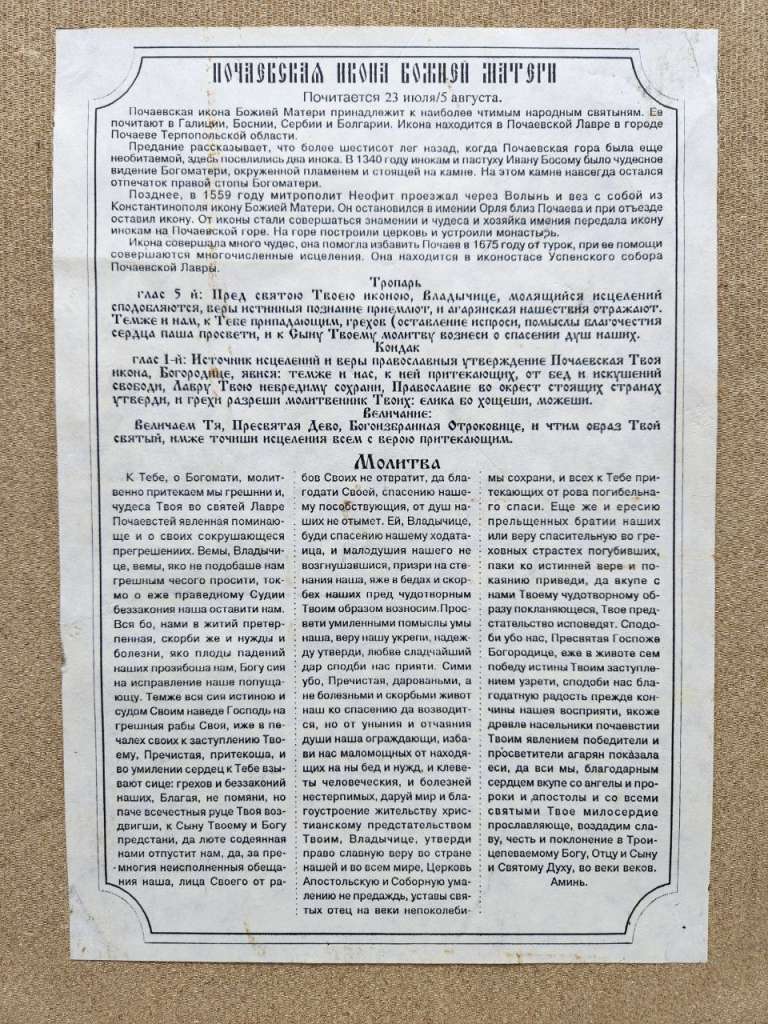 ПОЧАЕВСКАЯ ИКОНА БОЖИЕЙ МАТЕРИ
Почитается 23 июля/5 августа.
Почаевская икона Божией Матери принадлежит к наиболее чтимым народным святыням. Ее
почитают в Галиции, Боснии, Сербии и Болгарии. Икона находится в Почаевской Лавре в городе
Почаеве Терпопольской области.
Предание рассказывает, что более шестисот лег назад, когда Почаевская гора была еще
необитаемой, здесь поселились два инока. В 1340 году инокам и пастуху Ивану Босому было чудесное
видение Богоматери, окруженной пламенем и стоящей на камне. На этом камне навсегда остался
отпечаток правой стопы Богоматери.
Позднее, в 1559 году митрополит Неофит проезжал через Волынь и вез с собой из
Константинополя икону Божией Матери. Он остановился в имении Орля близ Почаева и при отъезде
оставил икону. От иконы стали совершаться знамении и чудеса и хозяйка имения передала икону
инокам на Почаевской горе. На горе построили церковь и устроили монастырь.
Икона совершала много чудес, она помогла избавить Почаев в 1675 году от турок, при ее помощи
совершаются многочисленные исцеления. Она находится в иконостасе Успенского собора
Почаевской Лавры.
Тропарь
глас 5 й: Пред святою Твоею иконою, Владычице, молящийся исцелений
сподобляются, веры истинныя познание приемлют, и агарянская нашествия отражают.
Темже и нам, к Тебе припадающим, грехов (оставление испроси, помыслы благочестия
сердца паша просвети, и к Сыну Твоему молитву вознеси о спасении душ наших.
Кондак
глас 1-й: Источник исцелений и веры православныя утверждение Почаевская Твоя
икона, Богородице, явися: темже и нас, к ней притекающих, от бед и искушений
свободи, Лавру Твою невредиму сохрани, Православие во окрест стоящих странах
утверди, и грехи разреши молитвенник Твоих: елика бо хощеши, можеши.
Величание:
Величаем Тя, Пресвятая Дево, Богоизбранная Отроковице, и чтим образ Твой
святый, имже точиши исцеления всем с верою притекающим.
Молитва
К Тебе, о Богомати, молит-
венно притекаем мы грешнии и,
чудеса Твоя во святей Лавре
Почаевстей явленная поминаю-
ще и о своих сокрушающеся
прегрешениих. Вемы, Владычи-
це, вемы, яко не подобаше нам
грешным чесого просити, ток-
мо о еже праведному Судии
беззакония наша оставити нам.
Вся бо, нами в житий претер-
пенная, скорби же и нужды и
болезни, яко плоды падений
наших прозябоша нам, Богу сия
на исправление наше попуща-
ющу. Темже вся сия истиною и
судом Своим наведе Господь на
грешныя рабы Своя, иже в пе-
чалех своих к заступлению Тво-
ему, Пречистая, притекоша, и
во умилении сердец к Тебе взы-
вают сице: грехов и беззаконий
наших, Благая, не помяни, но
паче всечестныя руце Твоя воз-
двигши, к Сыну Твоему и Богу
предстани, да люте содеянная
нами отпустит нам, да, за пре-
многия неисполненныя обеща-
ния наша, лица Своего от ра-
бов Своих не отвратит, да бла-
годати Своей, спасению наше-
му пособствующия, от душ на-
ших не отымет. Ей, Владычице,
буди спасению нашему ходата-
ица, и малодушия нашего не
возгнушавшися, призри на сте-
нания наша, яже в бедах и скор-
бех наших пред чудотворным
Твоим образом возносим. Прос-
вети умиленными помыслы умы
наша, веру нашу укрепи, надеж-
ду утверди, любве сладчайший
дар сподби нас прияти. Сими
убо, Пречистая, дарованьми, а
не болезньми и скорбьми живот
наш ко спасению да возводит-
ся, но от уныния и отчаяния
души наша ограждающи, изба-
ви нас маломощных от находя-
щих на ны бед и нужд, и клеве-
ты человеческия, и болезней
нестерпимых, даруй мир и бла-
гоустроение жительству хрис-
тианскому предстательством
Твоим, Владычице, утверди
право славную веру во стране
нашей и во всем мире, Церковь
Апостольскую и Соборную ума-
лению не предаждь, уставы свя-
тых отец на веки непоколеби-
мы сохрани, и всех к Тебе при-
текающих от рова погибельна-
го спаси. Еще же и ересию
прельщенных братии наших
или веру спасительную во гре-
ховных страстех погубивших,
паки ко истинней вере и по-
каянию приведи, да вкупе с
нами Твоему чудотворному об-
разу покланяющеся, Твое пред-
стательство исповедят. Сподо-
би убо нас, Пресвятая Госпоже
Богородице, еже в животе сем
победу истины Твоим заступле-
нием узрети, сподоби нас бла-
годатную радость прежде кон-
чины нашея восприяти, якоже
древле насельники почаевстии
Твоим явлением победители и
просветители агарян показала
еси, да вси мы, благодарным
сердцем вкупе со ангелы и про-
роки и апостолы и со всеми
святыми Твое милосердие
прославляюще, воздадим сла-
ву, честь и поклонение в Трои-
цепеваемому Богу, Отцу и Сыну
и Святому Духу, во веки веков.
Аминь.